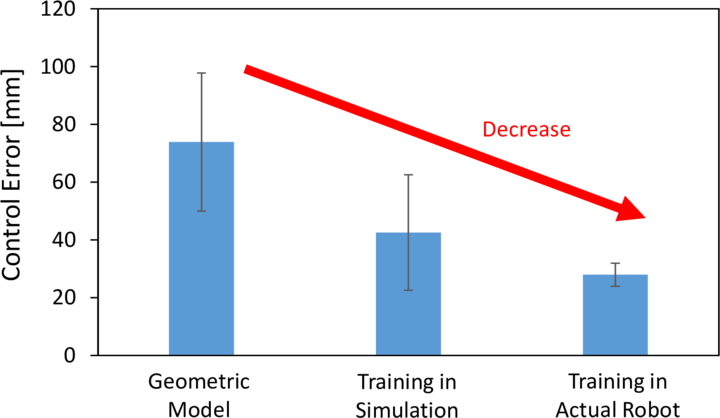 120
100
80
60
40
20
0
Control Error [mm]
Decrease
Geometric
Model
Training in
Simulation
Training in
Actual Robot